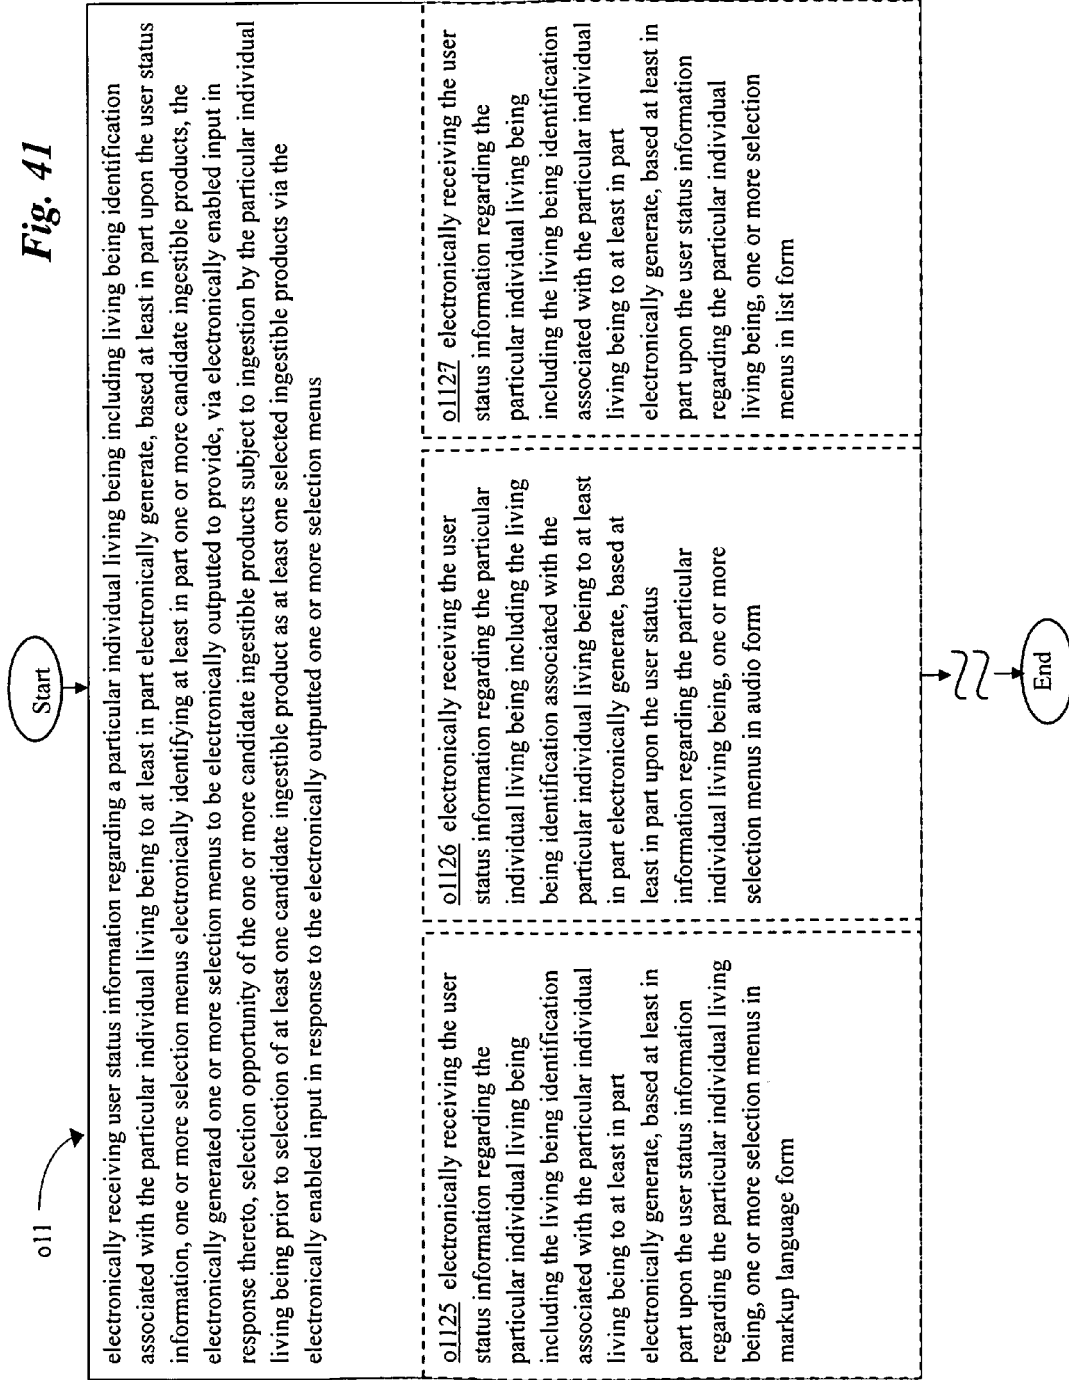 Fig. 41
Start
o11
electronically receiving user status information regarding a particular individual living being including living being identification
associated with the particular individual living being to at least in part electronically generate, based at least in part upon the user status
information, one or more selection menus electronically identifying at least in part one or more candidate ingestible products, the
electronically generated one or more selection menus to be electronically outputted to provide, via electronically enabled input in
response thereto, selection opportunity of the one or more candidate ingestible products subject to ingestion by the particular individual
living being prior to selection of at least one candidate ingestible product as at least one selected ingestible products via the
electronically enabled input in response to the electronically outputted one or more selection menus
o1125 electronically receiving the user
status information regarding the
particular individual living being
including the living being identification
associated with the particular individual
living being to at least in part
electronically generate, based at least in
part upon the user status information
regarding the particular individual living
being, one or more selection menus in
markup language form
o1126 electronically receiving the user
status information regarding the particular
individual living being including the living
being identification associated with the
particular individual living being to at least
in part electronically generate, based at
least in part upon the user status
information regarding the particular
individual living being, one or more
selection menus in audio form
o1127 electronically receiving the user
status information regarding the
particular individual living being
including the living being identification
associated with the particular individual
living being to at least in part
electronically generate, based at least in
part upon the user status information
regarding the particular individual
living being, one or more selection
menus in list form
End